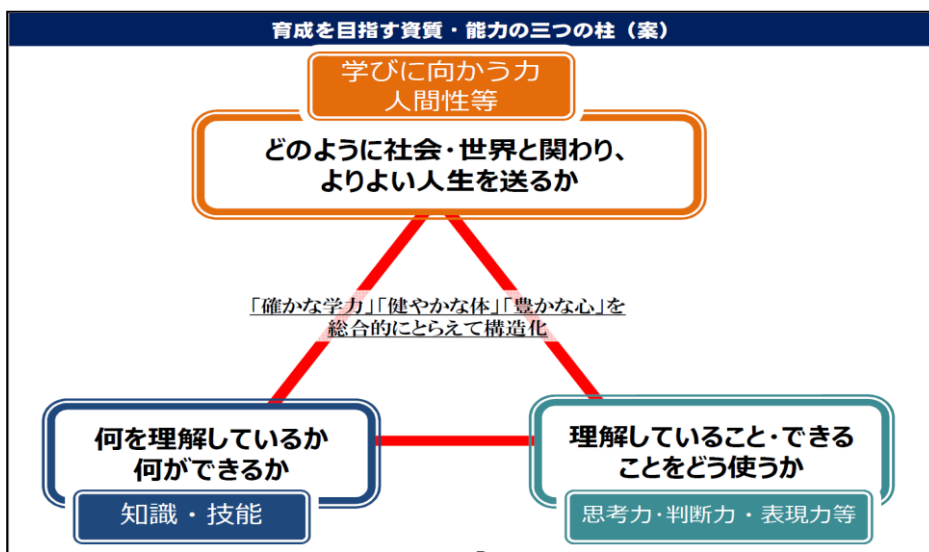 育成を目指す資質・能力の三つの柱（案）
学びに向かう力
人間性等
どのように社会・世界と関わり、
よりよい人生を送るか
「確かな学力」「健やかな体」「豊かな心」を
総合的にとらえて構造化
何を理解しているか
何ができるか
知識・技能
理解していること・できる
ことをどう使うか
思考力・判断力・表現力等